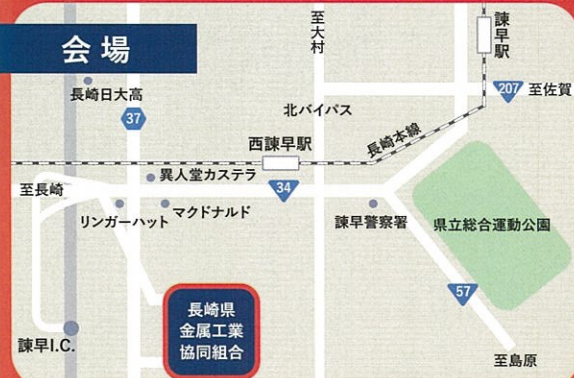 会場
至大村
諫早駅
長崎日大高
207
至佐賀
37
北バイパス
西諫早駅
長崎本線
異人堂カステラ
至長崎
34
リンガーハット
マクドナルド
諫早警察署
県立総合運動公園
57
長崎県
金属工業
協同組合
諫早I.C.
至島原